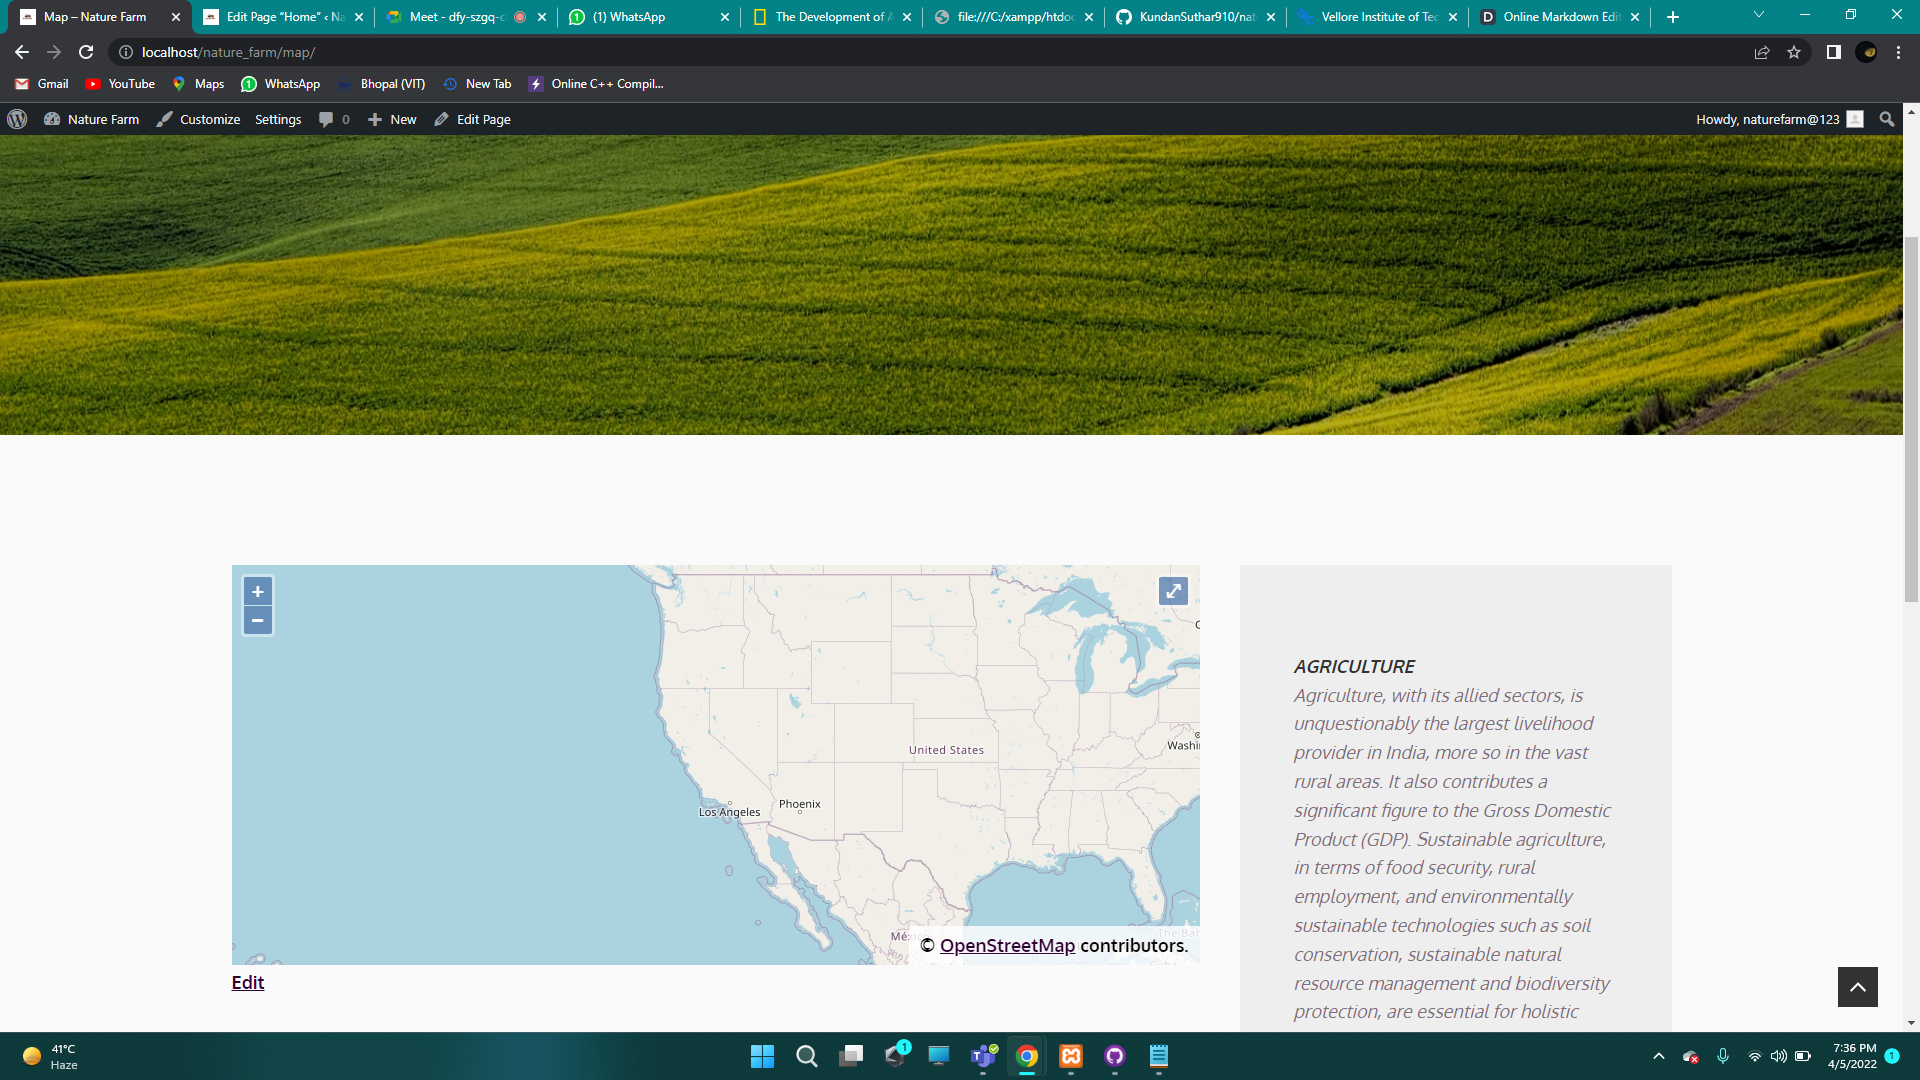 Map – Nature Farm
Edit Page “Home” ‹ Na
Meet - dfy-szgq-c
(1) WhatsApp
The Development of A
file:///C:/xampp/htdoc
KundanSuthar910/nat
Vellore Institute of Tec
Online Markdown Edit
localhost/nature_farm/map/
Gmail
YouTube
Maps
WhatsApp
Bhopal (VIT)
New Tab
Online C++ Compil...
Nature Farm
Customize
Settings
0
New
Edit Page
Howdy, naturefarm@123
+
−
United States
Washi
Los Angeles
Phoenix
Méxic
The Bah
© OpenStreetMap contributors.
Edit
AGRICULTURE
Agriculture, with its allied sectors, is
unquestionably the largest livelihood
provider in India, more so in the vast
rural areas. It also contributes a
significant figure to the Gross Domestic
Product (GDP). Sustainable agriculture,
in terms of food security, rural
employment, and environmentally
sustainable technologies such as soil
conservation, sustainable natural
resource management and biodiversity
protection, are essential for holistic
41°C
Haze
1
7:36 PM
4/5/2022
1